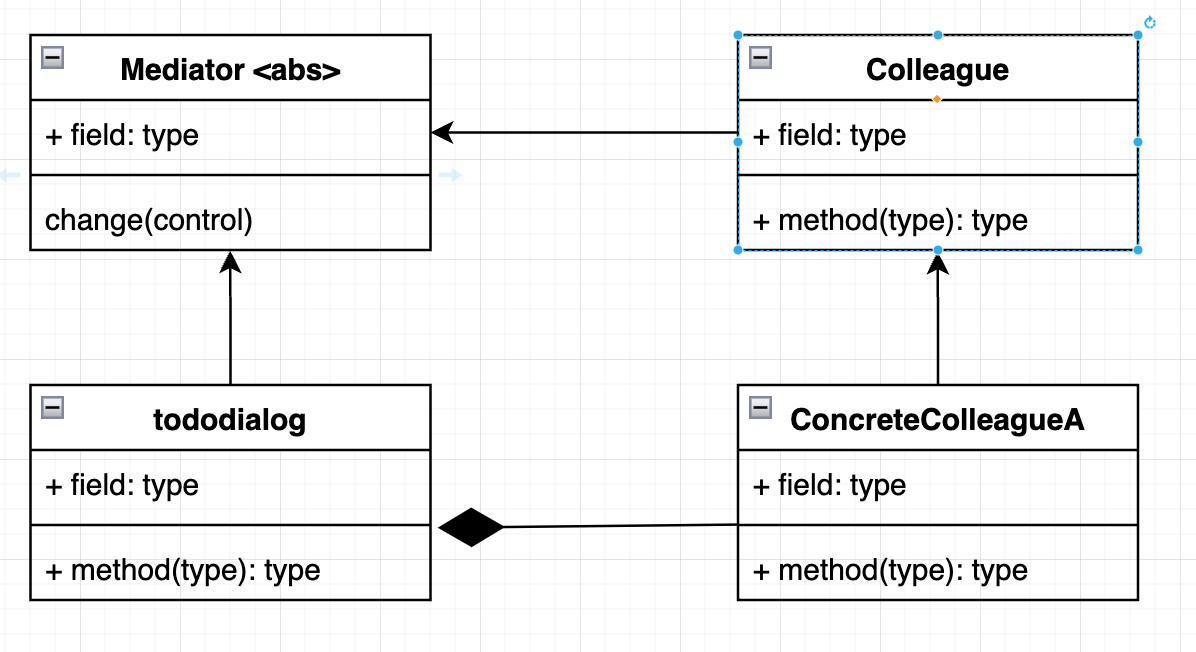 Mediator <abs>
+ field: type
change(control)
Colleague
+ field: type
+ method(type): type
tododialog
+ field: type
+ method(type): type
ConcreteColleagueA
+ field: type
+ method(type): type